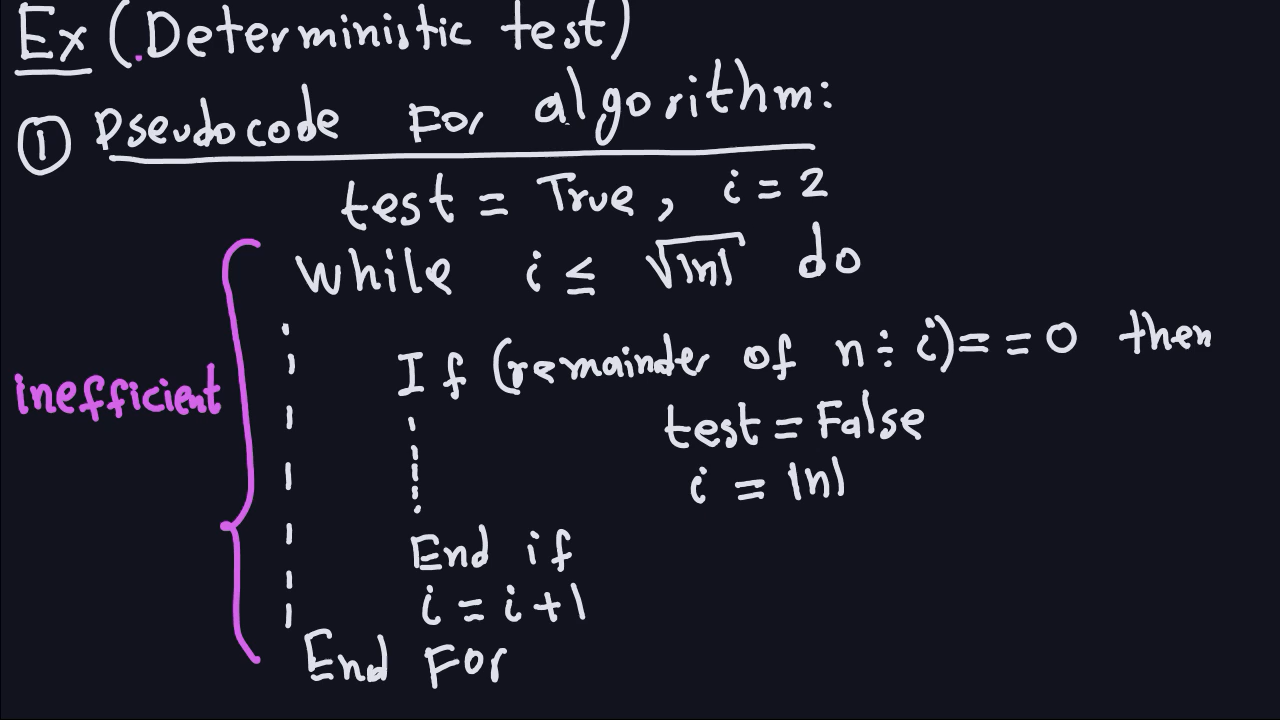 Ex (Deterministic test)
① Pseudocode For algorithm:
test = True, i = 2
while i ≤ √|n| do
inefficient
If (remainder of n ÷ i) == 0 then
test = False
i = |n|
End if
i = i + 1
End For